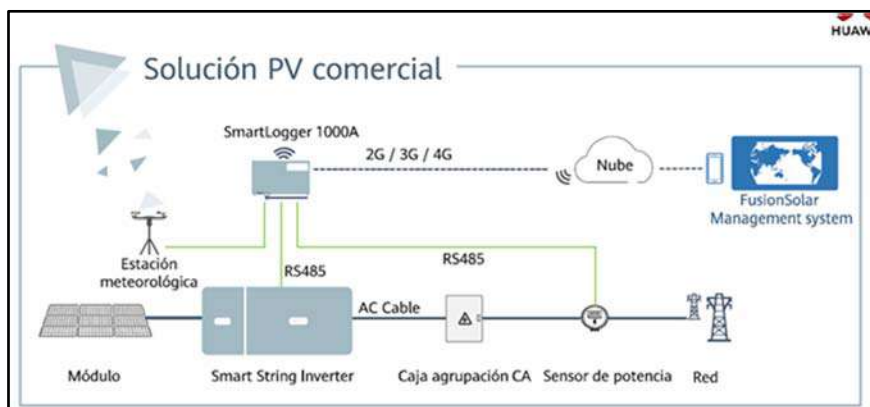 HUAW
Solución PV comercial
SmartLogger 1000A
2G / 3G / 4G
Nube
FusionSolar
Management system
Estación
meteorológica
RS485
RS485
AC Cable
Módulo
Smart String Inverter
Caja agrupación CA
Sensor de potencia
Red